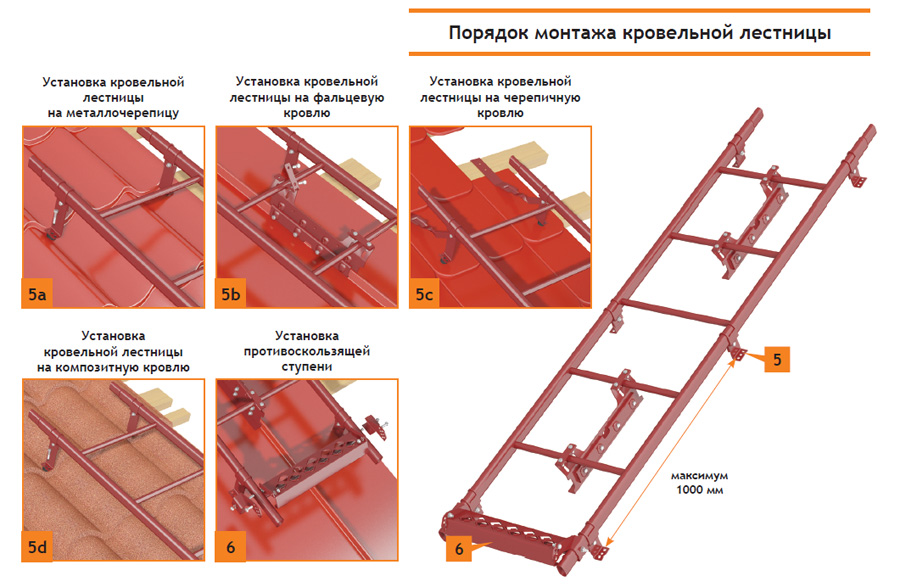 Порядок монтажа кровельной лестницы
Установка кровельной
лестницы
на металлочерепицу
5a
Установка кровельной
лестницы на фальцевую
кровлю
5b
Установка кровельной
лестницы на черепичную
кровлю
5c
Установка
кровельной лестницы
на композитную кровлю
5d
Установка
противоскользящей
ступени
6
5
максимум
1000 мм
6